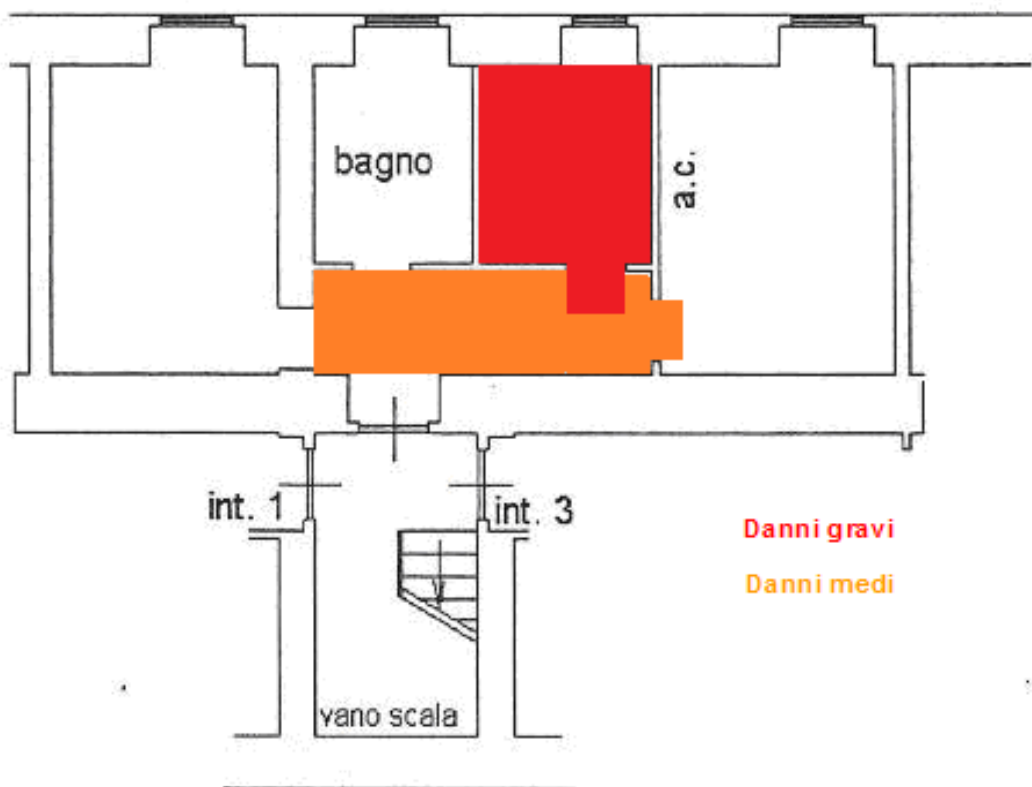 bagno
a.c.
int. 1
int. 3
Danni gravi
Danni medi
vano scala